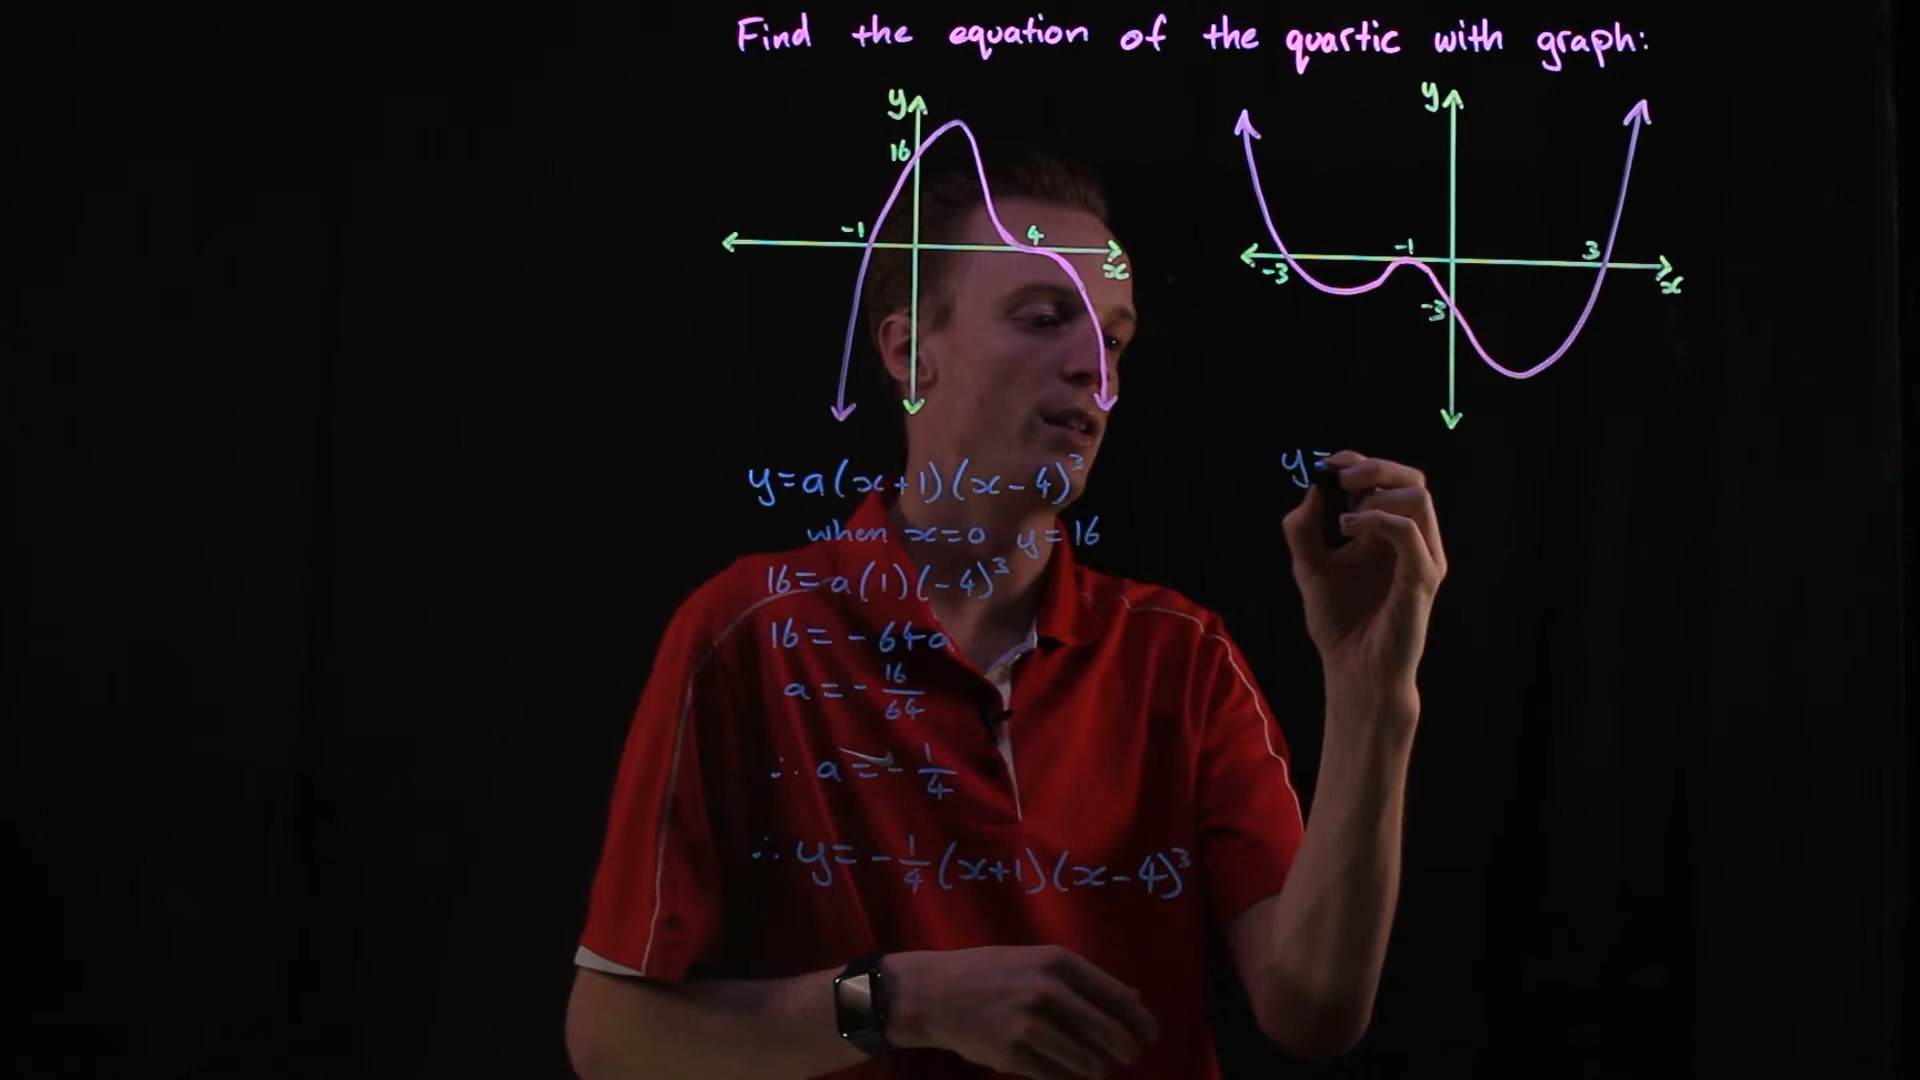 Find the equation of the quartic with graph:
y
16
-1
4
x
y
-3
-1
3
x
-3
y=a(x+1)(x-4)³
when x=0 y=16
16=a(1)(-4)³
16=-64a
a=-16/64
∴ a=-1/4
∴ y=-1/4(x+1)(x-4)³
y=